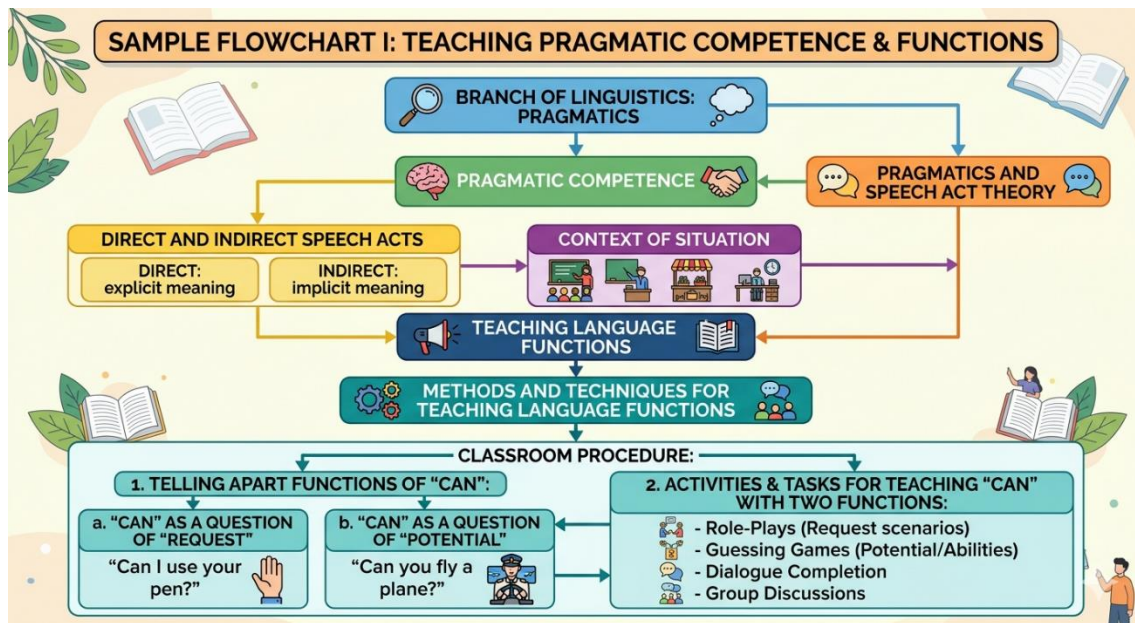 SAMPLE FLOWCHART I: TEACHING PRAGMATIC COMPETENCE & FUNCTIONS
BRANCH OF LINGUISTICS:
PRAGMATICS
PRAGMATIC COMPETENCE
PRAGMATICS AND
SPEECH ACT THEORY
DIRECT AND INDIRECT SPEECH ACTS
DIRECT:
explicit meaning
INDIRECT:
implicit meaning
CONTEXT OF SITUATION
TEACHING LANGUAGE
FUNCTIONS
METHODS AND TECHNIQUES FOR
TEACHING LANGUAGE FUNCTIONS
CLASSROOM PROCEDURE:
1. TELLING APART FUNCTIONS OF “CAN”:
a. “CAN” AS A QUESTION
OF “REQUEST”
“Can I use your
pen?”
b. “CAN” AS A QUESTION
OF “POTENTIAL”
“Can you fly a
plane?”
2. ACTIVITIES & TASKS FOR TEACHING “CAN”
WITH TWO FUNCTIONS:
- Role-Plays (Request scenarios)
- Guessing Games (Potential/Abilities)
- Dialogue Completion
- Group Discussions